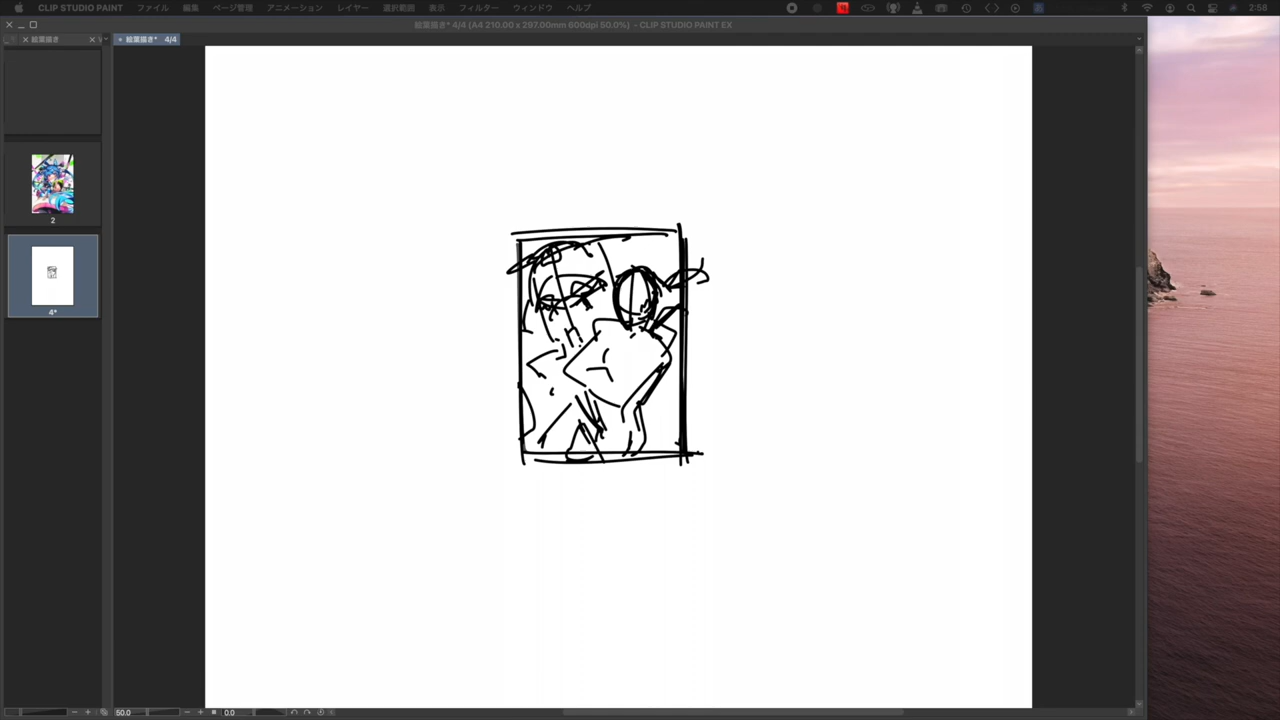 CLIP STUDIO PAINT ファイル 編集 ページ管理 アニメーション レイヤー 選択範囲 表示 フィルター ウィンドウ ヘルプ 2:58
絵葉描き* 4/4 (A4 210.00 x 297.00mm 600dpi 50.0%) - CLIP STUDIO PAINT EX
絵葉描き
絵葉描き* 4/4
2
4*
50.0
0.0